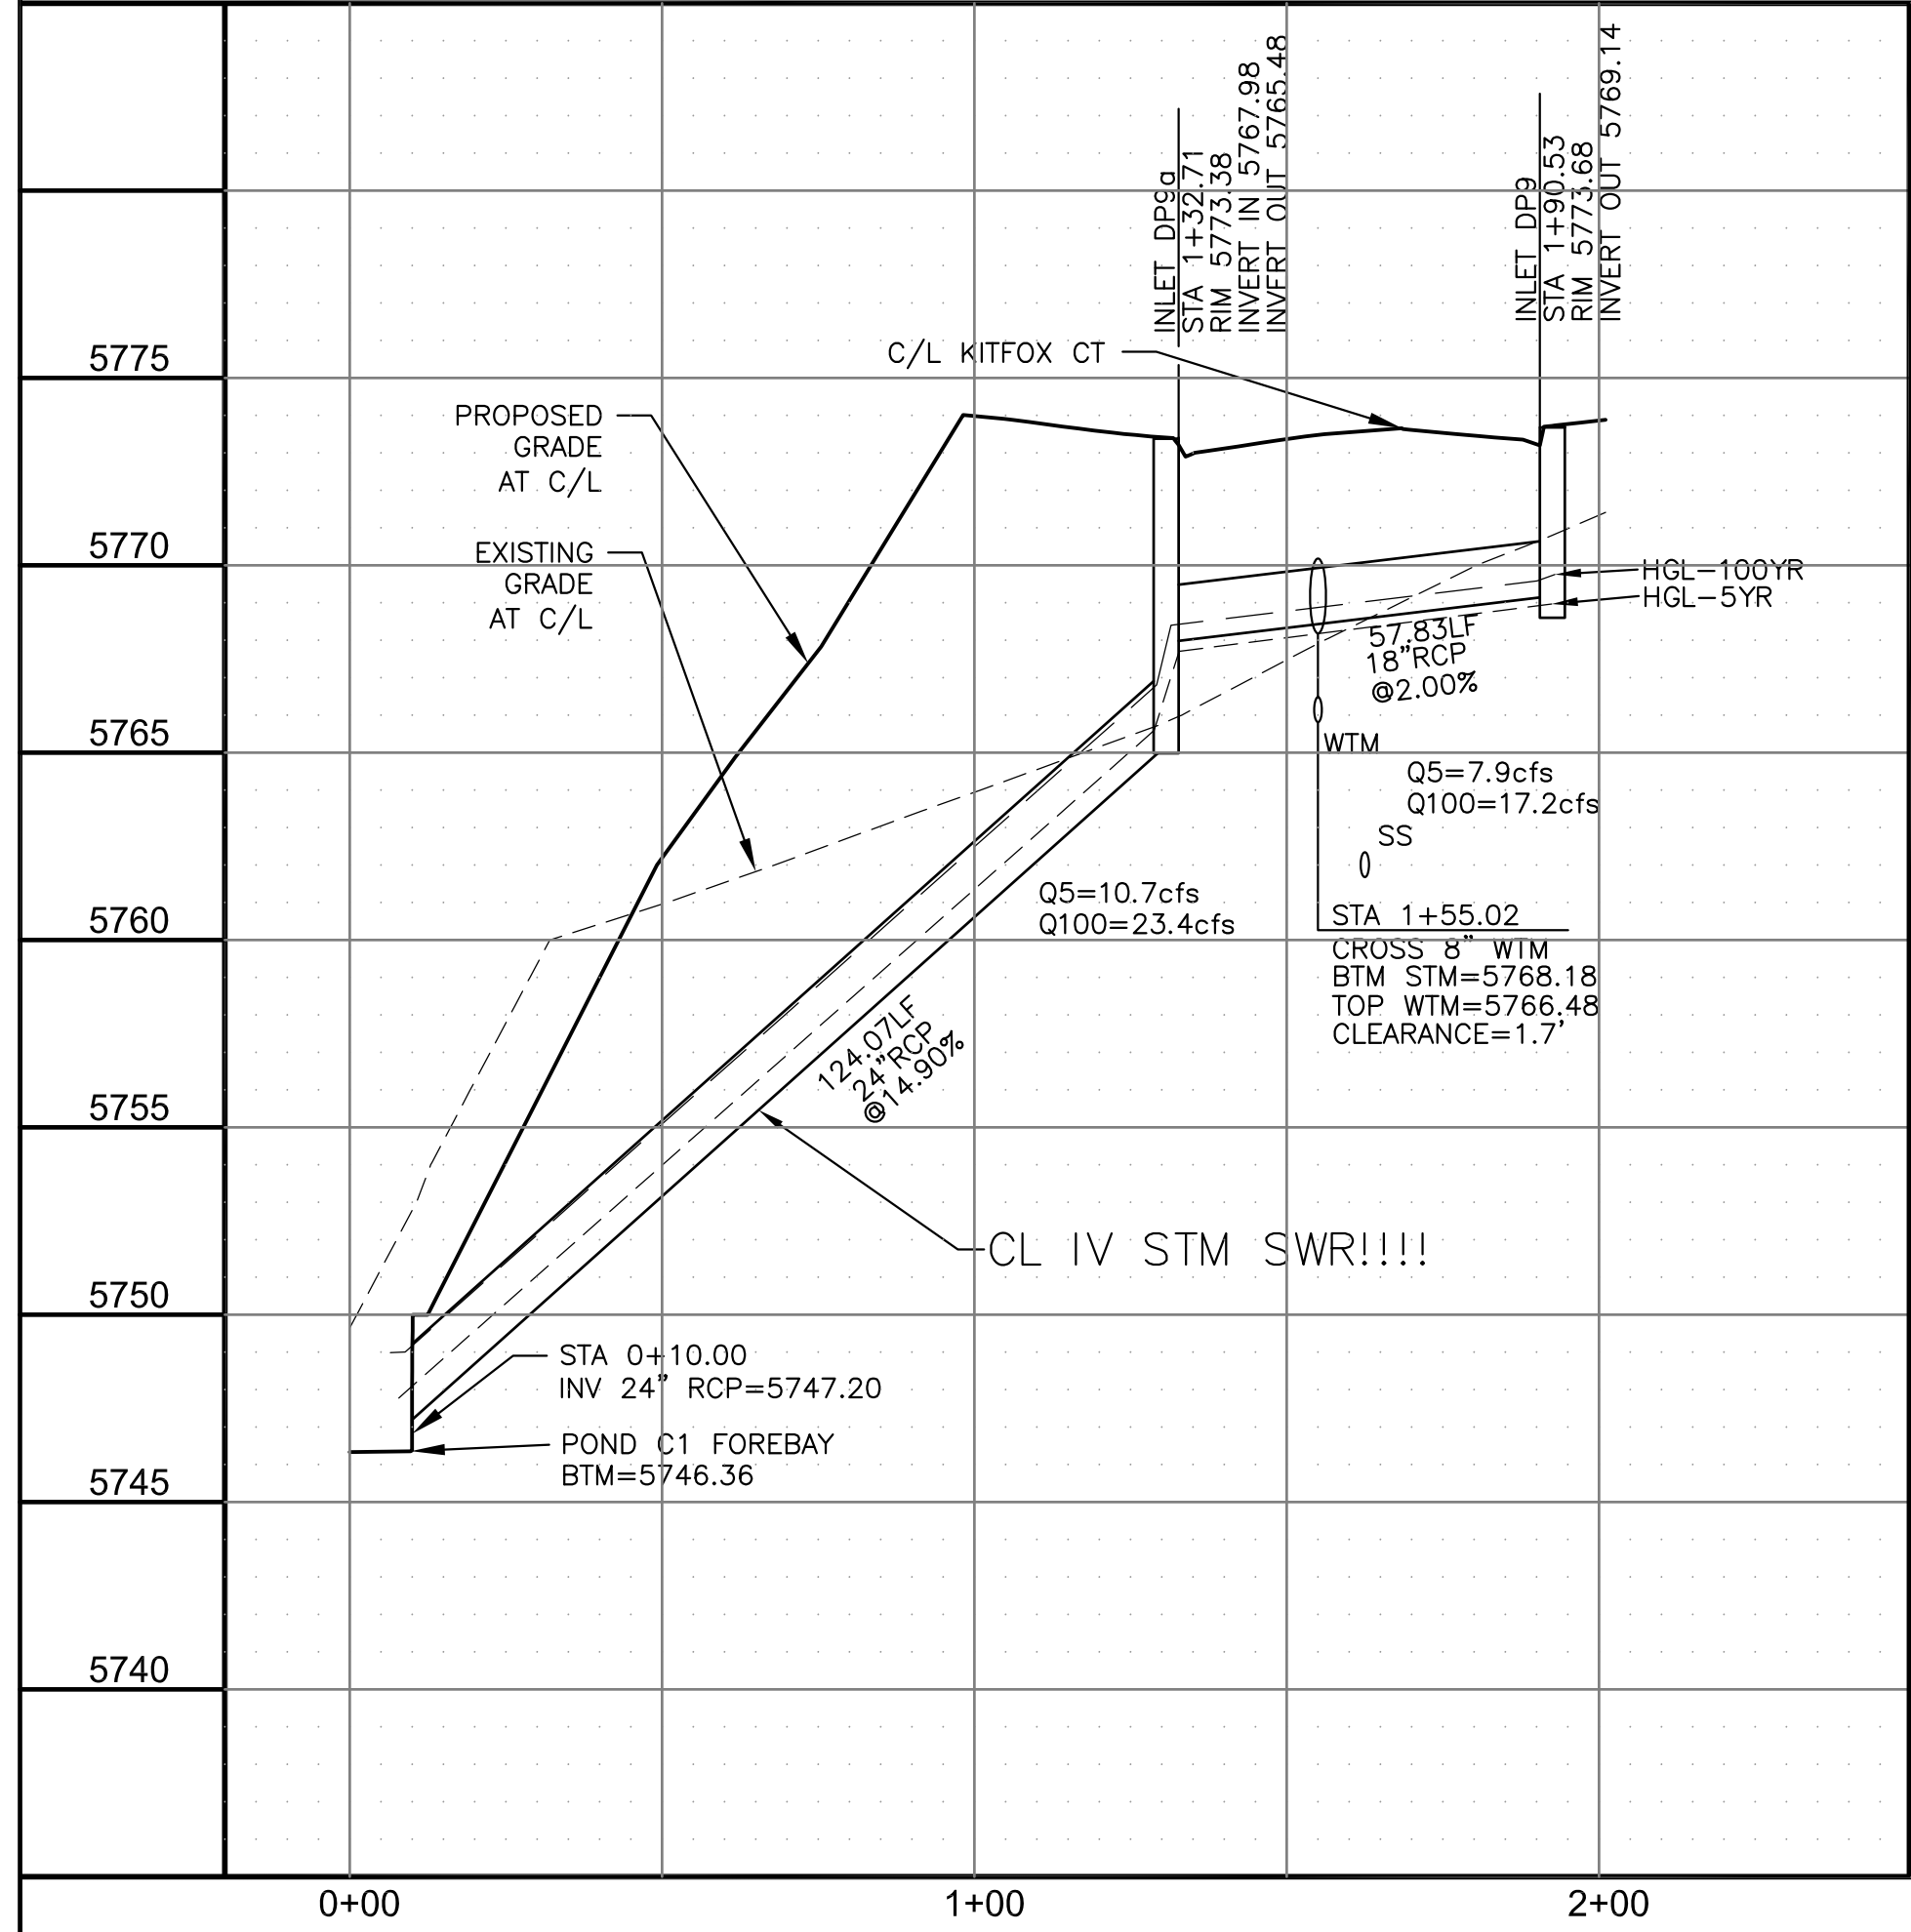 INLET DP9a
STA 1+32.71
RIM 5773.38
INVERT IN 5767.98
INVERT OUT 5765.48
INLET DP9
STA 1+90.53
RIM 5773.68
INVERT OUT 5769.14
C/L KITFOX CT
5775
PROPOSED
GRADE
AT C/L
5770
EXISTING
GRADE
AT C/L
HGL-100YR
HGL-5YR
57.83LF
18"RCP
@2.00%
5765
WTM
Q5=7.9cfs
Q100=17.2cfs
SS
5760
Q5=10.7cfs
Q100=23.4cfs
STA 1+55.02
CROSS 8" WTM
BTM STM=5768.18
TOP WTM=5766.48
CLEARANCE=1.7'
124.07LF
24"RCP
@14.90%
5755
CL IV STM SWR!!!!
5750
STA 0+10.00
INV 24" RCP=5747.20
POND C1 FOREBAY
BTM=5746.36
5745
5740
0+00 1+00 2+00